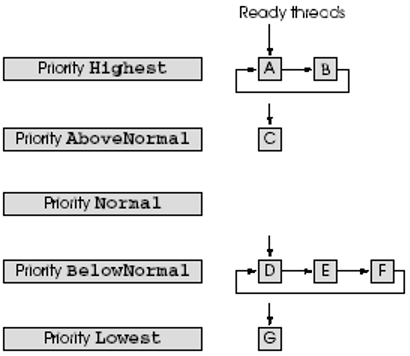 Ready threads
Priority Highest
A
B
Priority AboveNormal
C
Priority Normal
Priority BelowNormal
D
E
F
Priority Lowest
G